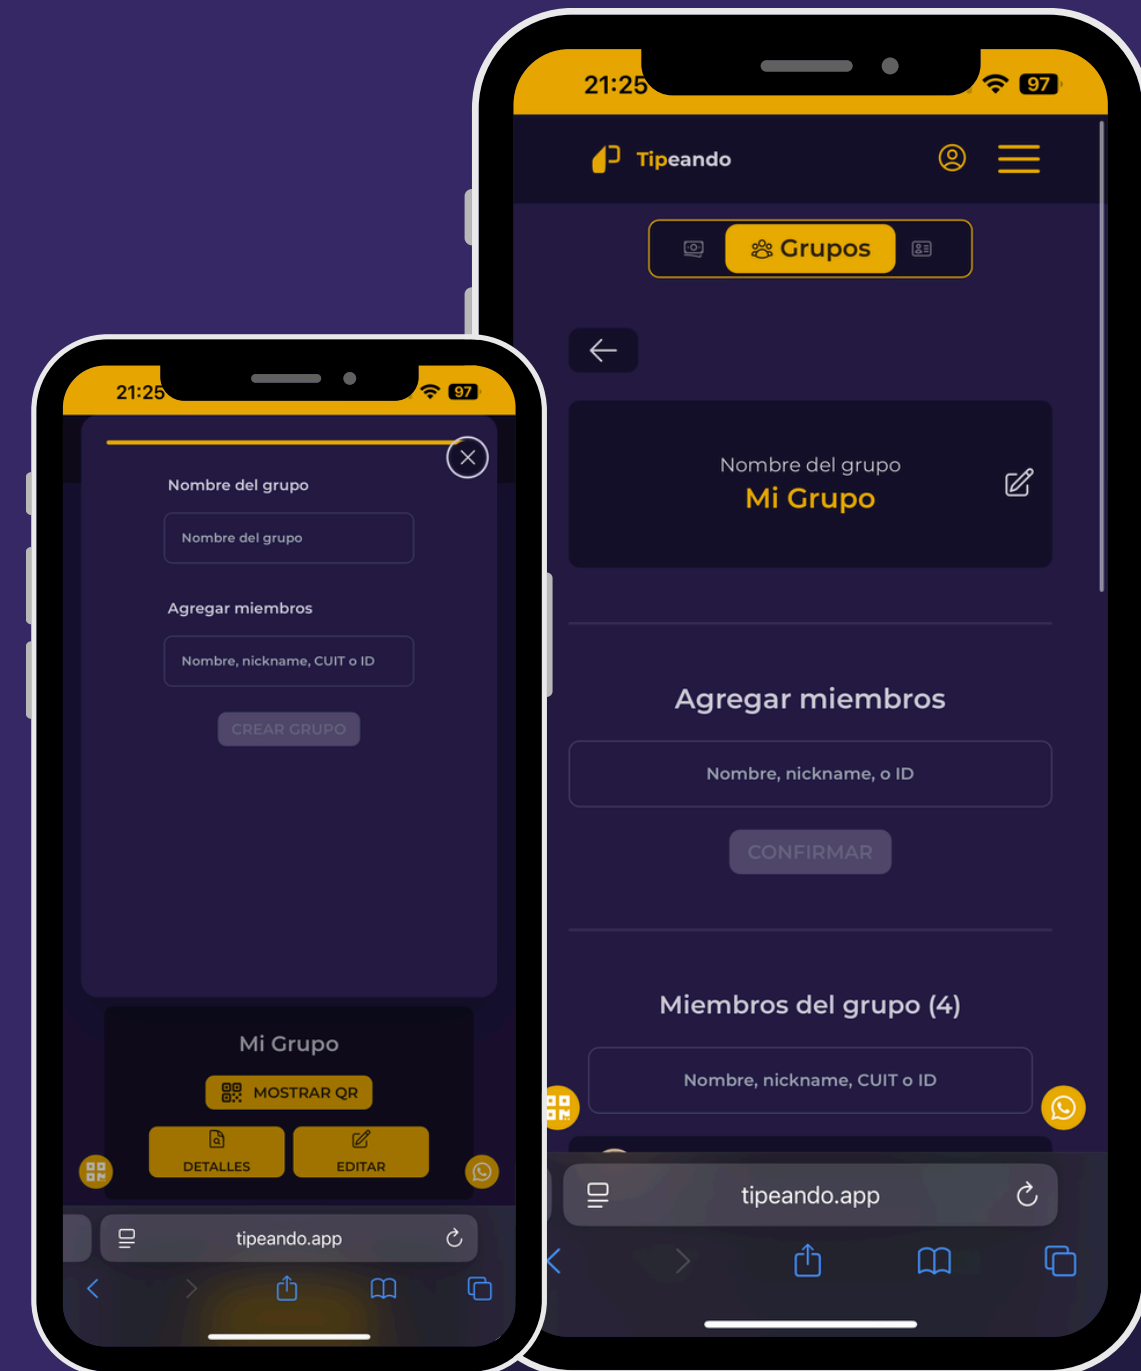 21:25
97
Nombre del grupo
Nombre del grupo
Agregar miembros
Nombre, nickname, CUIT o ID
CREAR GRUPO
Mi Grupo
MOSTRAR QR
DETALLES
EDITAR
tipeando.app
21:25
97
Tipeando
Grupos
Nombre del grupo
Mi Grupo
Agregar miembros
Nombre, nickname, o ID
CONFIRMAR
Miembros del grupo (4)
Nombre, nickname, CUIT o ID
tipeando.app